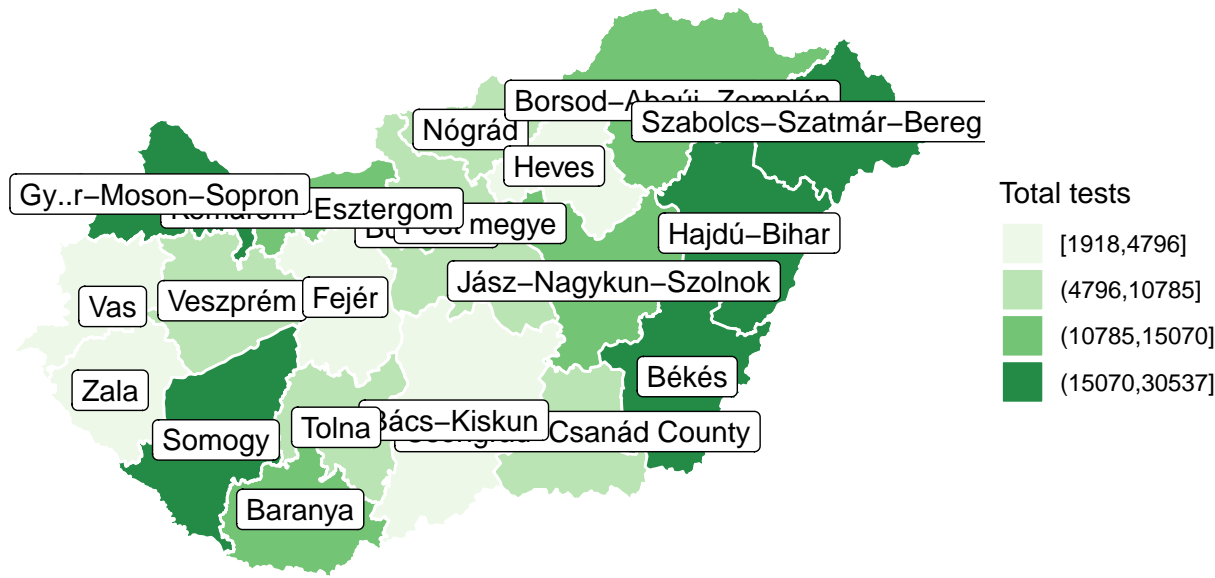 Borsod–Abaúj–Zemplén
Szabolcs–Szatmár–Bereg
Nógrád
Heves
Gy..r–Moson–Sopron
Esztergom
Pest megye
Hajdú–Bihar
Jász–Nagykun–Szolnok
Vas
Veszprém
Fejér
Békés
Zala
Bács–Kiskun
Tolna
Csanád County
Somogy
Baranya
Total tests
[1918,4796]
(4796,10785]
(10785,15070]
(15070,30537]